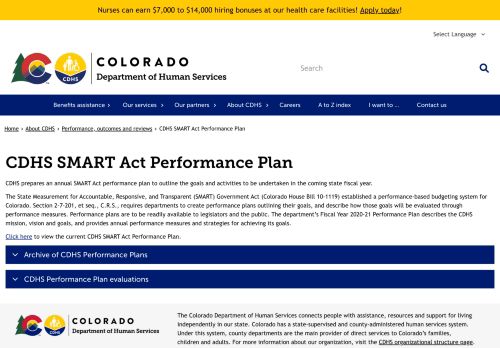 Nurses can earn $7,000 to $14,000 hiring bonuses at our health care facilities! Apply today!
Select Language
COLORADO
Department of Human Services
CDHS
Search
Benefits assistance
Our services
Our partners
About CDHS
Careers
A to Z index
I want to ...
Contact us
Home › About CDHS › Performance, outcomes and reviews › CDHS SMART Act Performance Plan
CDHS SMART Act Performance Plan
CDHS prepares an annual SMART Act performance plan to outline the goals and activities to be undertaken in the coming state fiscal year.
The State Measurement for Accountable, Responsive, and Transparent (SMART) Government Act (Colorado House Bill 10-1119) established a performance-based budgeting system for
Colorado. Section 2-7-201, et seq., C.R.S., requires departments to create performance plans outlining their goals, and describe how those goals will be evaluated through
performance measures. Performance plans are to be readily available to legislators and the public. The department's Fiscal Year 2020-21 Performance Plan describes the CDHS
mission, vision and goals, and provides annual performance measures and strategies for achieving its goals.
Click here to view the current CDHS SMART Act Performance Plan.
Archive of CDHS Performance Plans
CDHS Performance Plan evaluations
COLORADO
Department of Human Services
CDHS
The Colorado Department of Human Services connects people with assistance, resources and support for living
independently in our state. Colorado has a state-supervised and county-administered human services system.
Under this system, county departments are the main provider of direct services to Colorado's families,
children and adults. For more information about our organization, visit the CDHS organizational structure page.